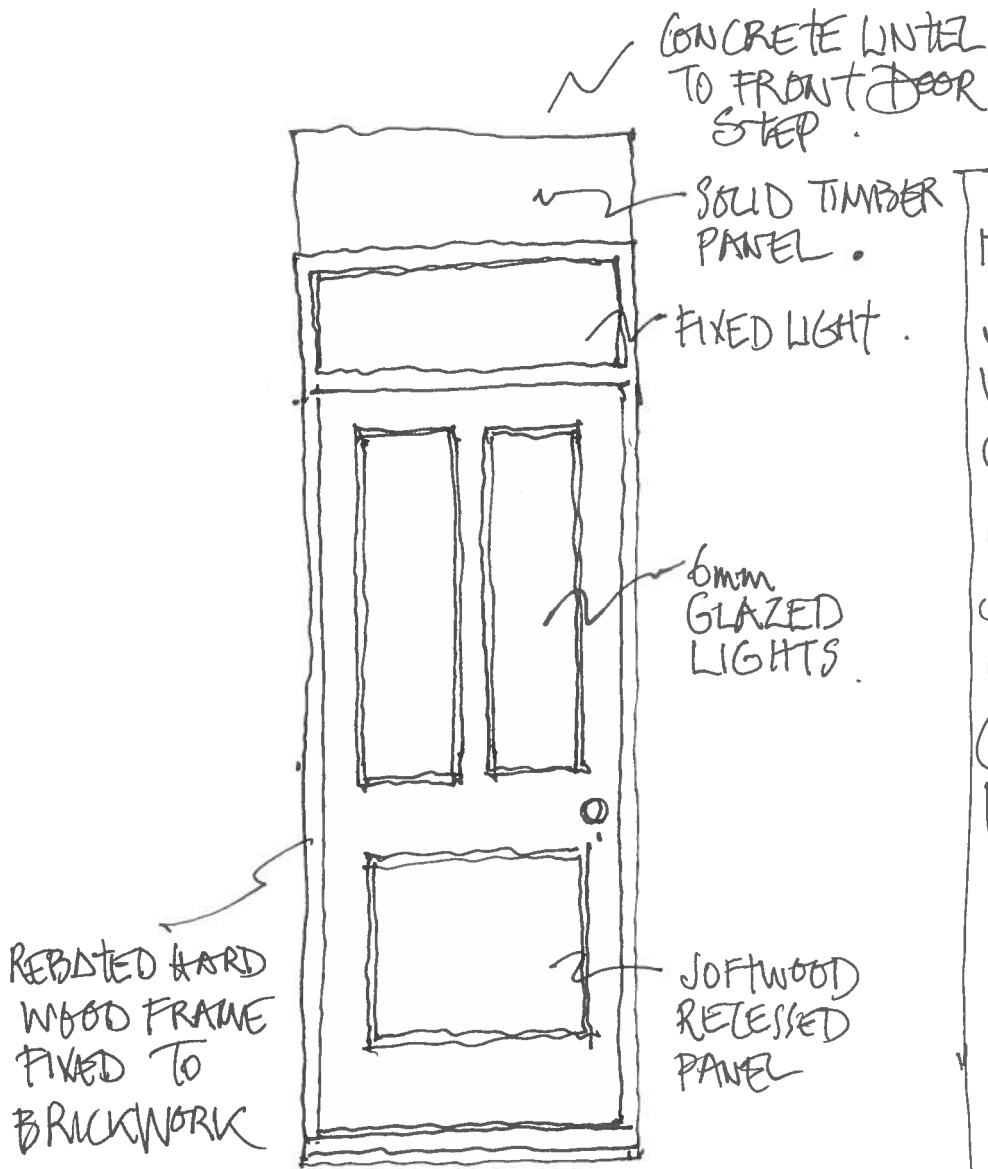 CONCRETE LINTEL
TO FRONT DOOR
STEP.
SOLID TIMBER
PANEL.
FIXED LIGHT.
6mm
GLAZED
LIGHTS.
REBATED HARD
WOOD FRAME
FIXED TO
BRICKWORK
SOFTWOOD
RECESSED
PANEL